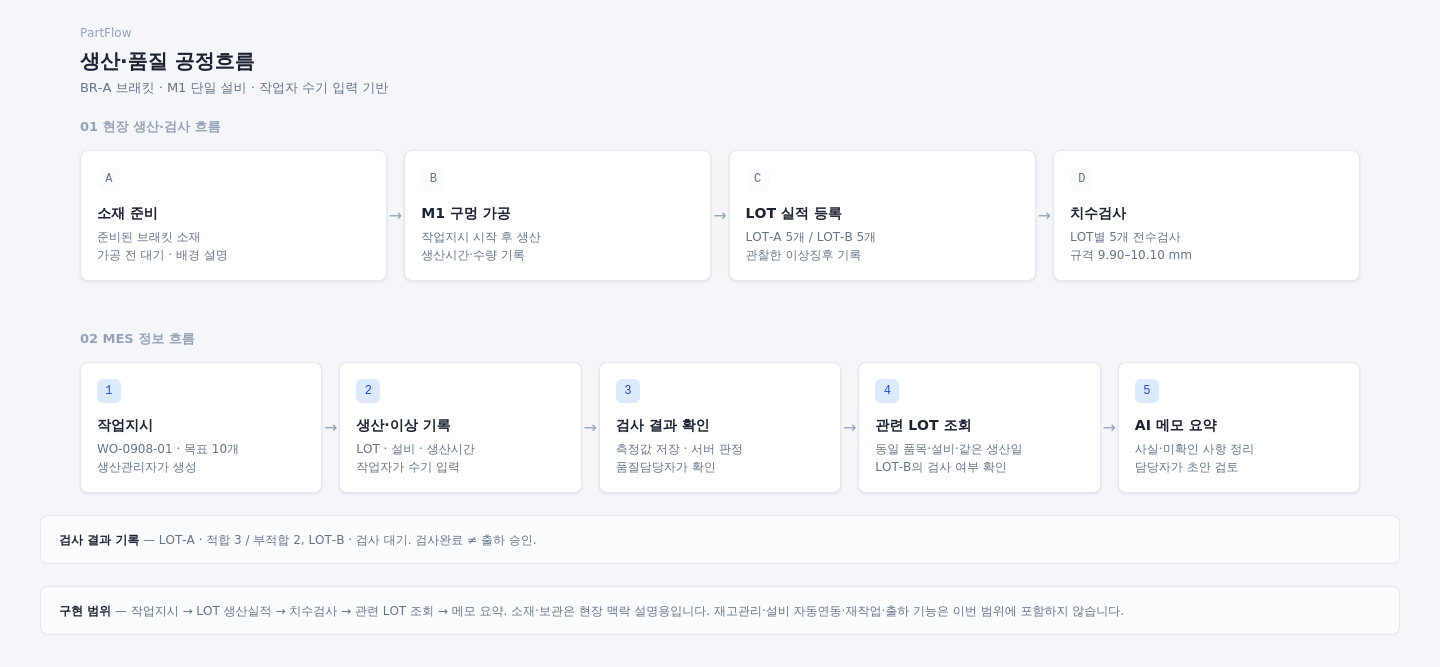 PartFlow
생산·품질 공정흐름
BR-A 브래킷 · M1 단일 설비 · 작업자 수기 입력 기반
01 현장 생산·검사 흐름
A
소재 준비
준비된 브래킷 소재
가공 전 대기 · 배경 설명
→
B
M1 구멍 가공
작업지시 시작 후 생산
생산시간·수량 기록
→
C
LOT 실적 등록
LOT-A 5개 / LOT-B 5개
관찰한 이상징후 기록
→
D
치수검사
LOT별 5개 전수검사
규격 9.90–10.10 mm
02 MES 정보 흐름
1
작업지시
WO-0908-01 · 목표 10개
생산관리자가 생성
→
2
생산·이상 기록
LOT · 설비 · 생산시간
작업자가 수기 입력
→
3
검사 결과 확인
측정값 저장 · 서버 판정
품질담당자가 확인
→
4
관련 LOT 조회
동일 품목·설비·같은 생산일
LOT-B의 검사 여부 확인
→
5
AI 메모 요약
사실·미확인 사항 정리
담당자가 초안 검토
검사 결과 기록 — LOT-A · 적합 3 / 부적합 2, LOT-B · 검사 대기. 검사완료 ≠ 출하 승인.
구현 범위 — 작업지시 → LOT 생산실적 → 치수검사 → 관련 LOT 조회 → 메모 요약. 소재·보관은 현장 맥락 설명용입니다. 재고관리·설비 자동연동·재작업·출하 기능은 이번 범위에 포함하지 않습니다.